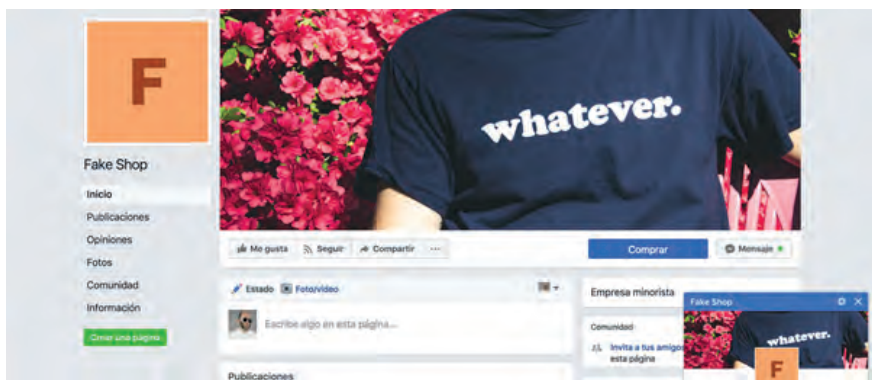 F
Fake Shop
Inicio
Publicaciones
Opiniones
Fotos
Comunidad
Información
Crear una página
whatever.
Me gusta Seguir Compartir ...
Comprar
Mensaje
Estado Foto/vídeo
Escribe algo en esta página...
Publicaciones
Empresa minorista
Comunidad
Invita a tus amigos
esta página
Fake Shop
whatever.
F